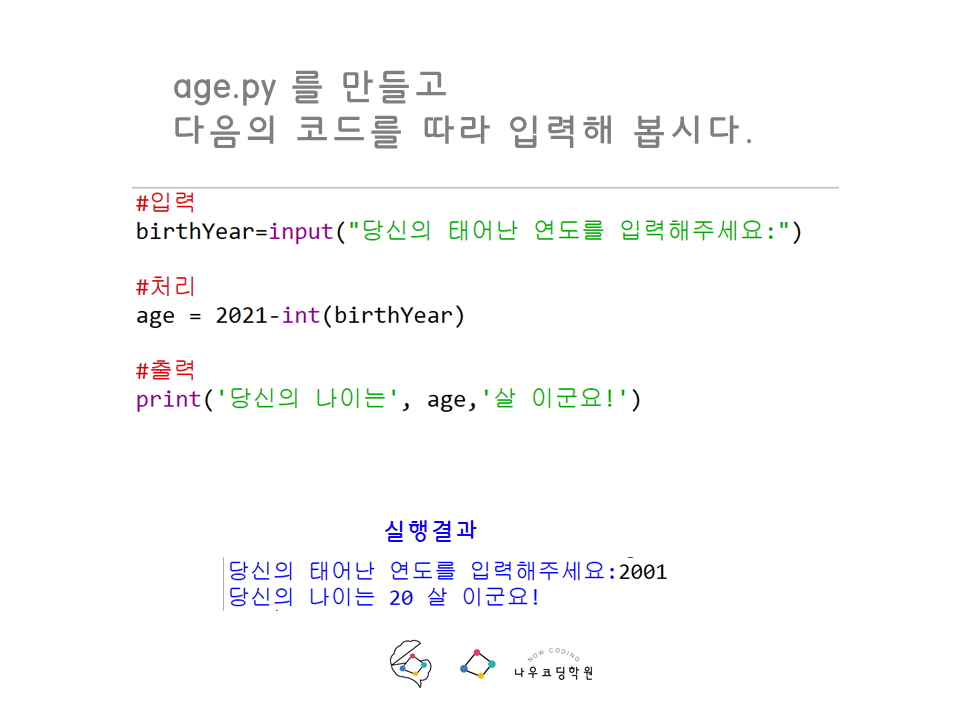 age.py 를 만들고
다음의 코드를 따라 입력해 봅시다.
#입력
birthYear=input("당신의 태어난 연도를 입력해주세요:")
#처리
age = 2021-int(birthYear)
#출력
print('당신의 나이는', age,'살 이군요!')
실행결과
당신의 태어난 연도를 입력해주세요:2001
당신의 나이는 20 살 이군요!
NOW CODING
나우코딩학원